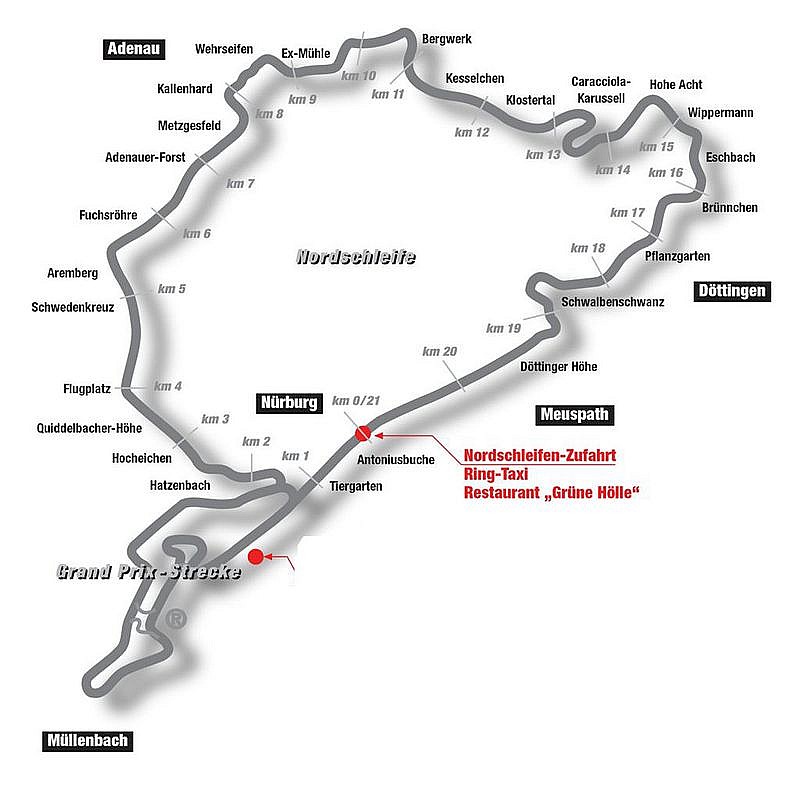 Adenau
Wehrseifen
Ex-Mühle
Bergwerk
km 10
Kesselchen
Kallenhard
km 9
km 11
Caracciola-
Karussell
Hohe Acht
Klostertal
Wippermann
km 8
Metzgesfeld
km 12
km 13
km 15
Adenauer-Forst
km 14
Eschbach
km 7
km 16
Brünnchen
Fuchsröhre
km 17
km 6
Nordschleife
km 18
Pflanzgarten
Aremberg
km 5
Döttingen
Schwedenkreuz
Schwalbenschwanz
km 19
km 20
Döttinger Höhe
Flugplatz
km 4
Nürburg
km 0/21
Meuspath
km 3
Quiddelbacher-Höhe
km 2
km 1
Antoniusbuche
Hocheichen
Nordschleifen-Zufahrt
Ring-Taxi
Restaurant „Grüne Hölle“
Hatzenbach
Tiergarten
Grand Prix-Strecke
®
Müllenbach